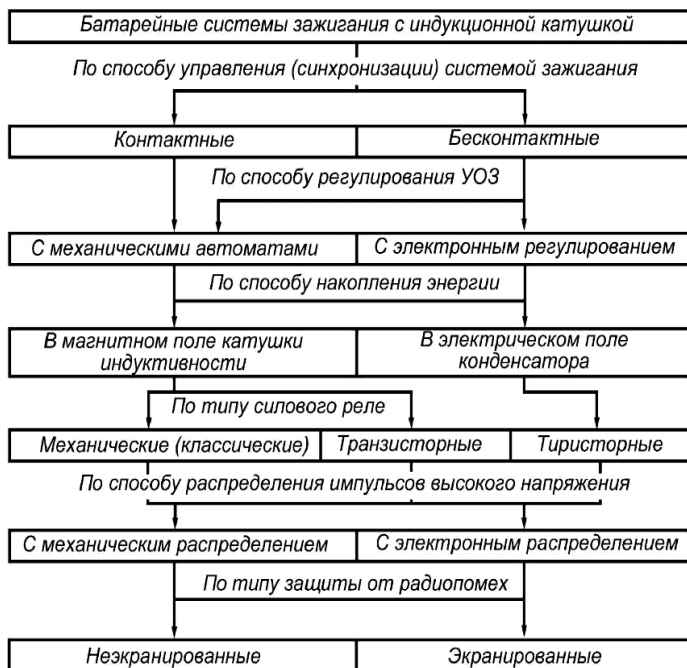 Батарейные системы зажигания с индукционной катушкой
По способу управления (синхронизации) системой зажигания
Контактные
Бесконтактные
По способу регулирования УОЗ
С механическими автоматами
С электронным регулированием
По способу накопления энергии
В магнитном поле катушки
индуктивности
В электрическом поле
конденсатора
По типу силового реле
Механические (классические)
Транзисторные
Тиристорные
По способу распределения импульсов высокого напряжения
С механическим распределением
С электронным распределением
По типу защиты от радиопомех
Неэкранированные
Экранированные